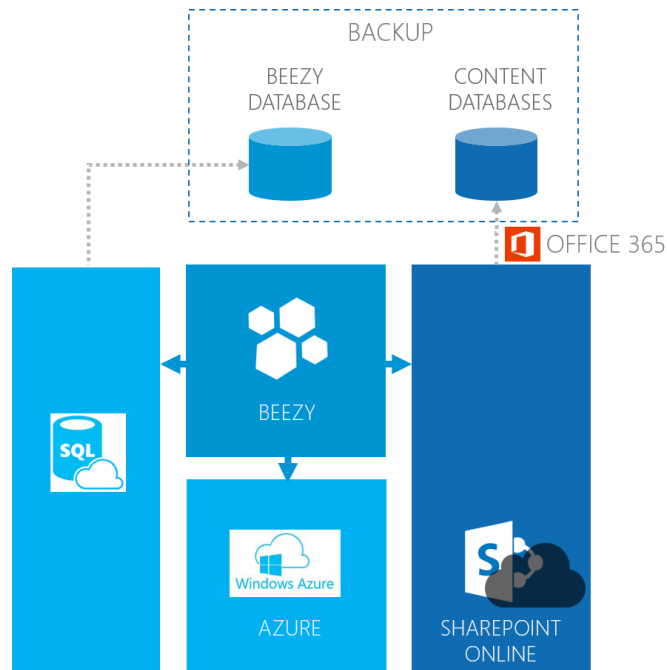 BACKUP
BEEZY
DATABASE
CONTENT
DATABASES
OFFICE 365
BEEZY
SQL
Windows Azure
AZURE
S
SHAREPOINT
ONLINE